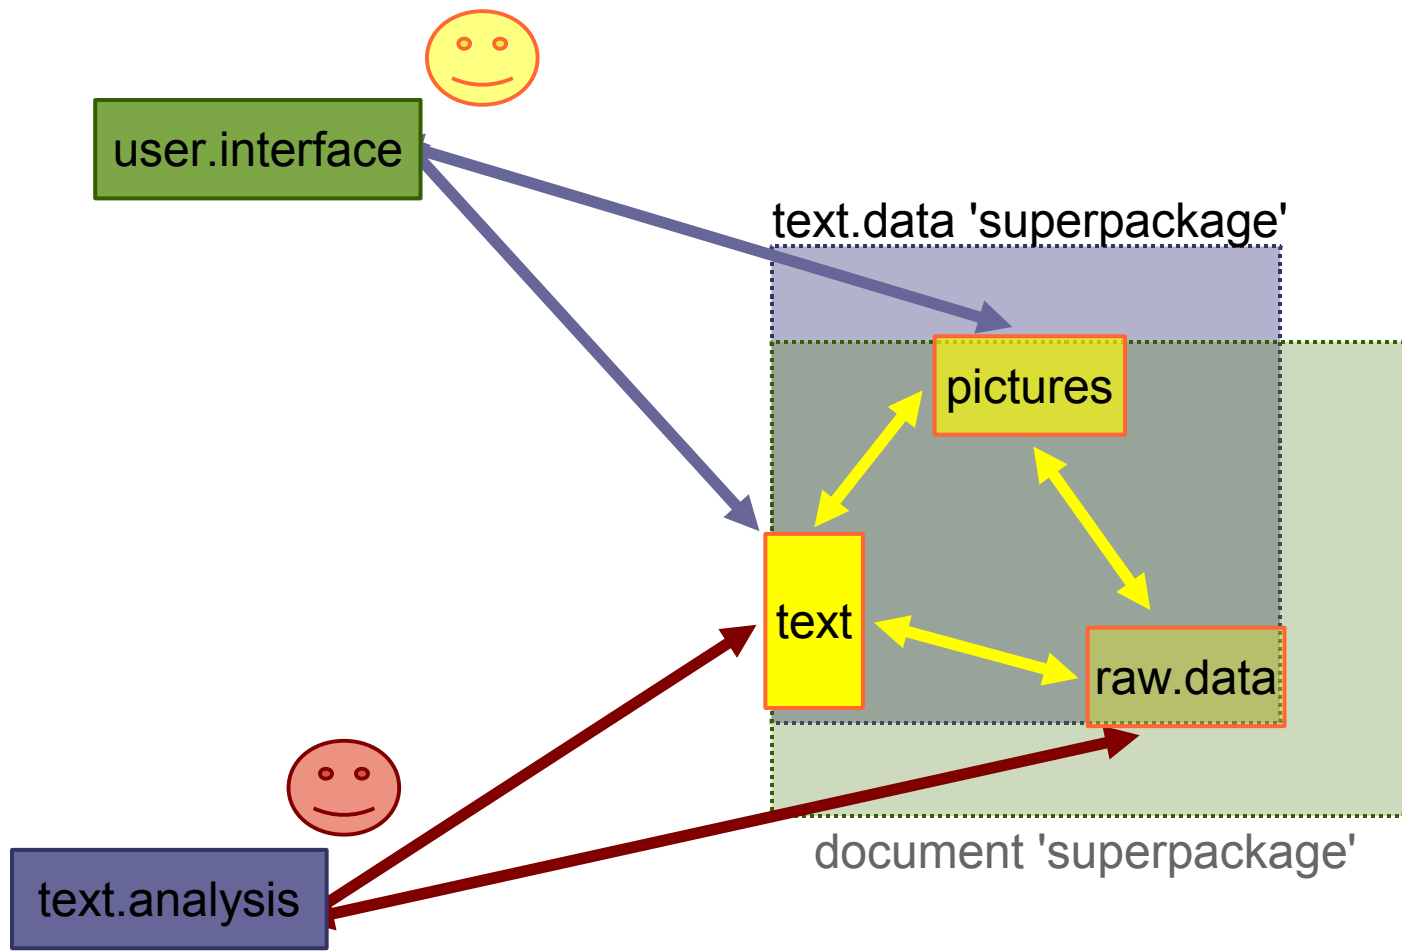 user.interface
text.data 'superpackage'
pictures
text
raw.data
document 'superpackage'
text.analysis